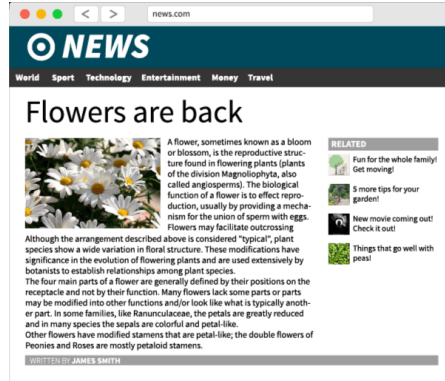 news.com
NEWS
World Sport Technology Entertainment Money Travel
Flowers are back
A flower, sometimes known as a bloom
or blossom, is the reproductive struc-
ture found in flowering plants (plants
of the division Magnoliophyta, also
called angiosperms). The biological
function of a flower is to effect repro-
duction, usually by providing a mecha-
nism for the union of sperm with eggs.
Flowers may facilitate outcrossing
Although the arrangement described above is considered "typical", plant
species show a wide variation in floral structure. These modifications have
significance in the evolution of flowering plants and are used extensively by
botanists to establish relationships among plant species.
The four main parts of a flower are generally defined by their positions on the
receptacle and not by their function. Many flowers lack some parts or parts
may be modified into other functions and/or look like what is typically anoth-
er part. In some families, like Ranunculaceae, the petals are greatly reduced
and in many species the sepals are colorful and petal-like.
Other flowers have modified stamens that are petal-like; the double flowers of
Peonies and Roses are mostly petaloid stamens.
WRITTEN BY JAMES SMITH
RELATED
Fun for the whole family!
Get moving!
5 more tips for your
garden!
New movie coming out!
Check it out!
Things that go well with
peas!